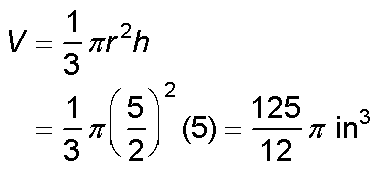 V = 1/3 πr²h
= 1/3 π(5/2)² (5) = 125/12 π in³